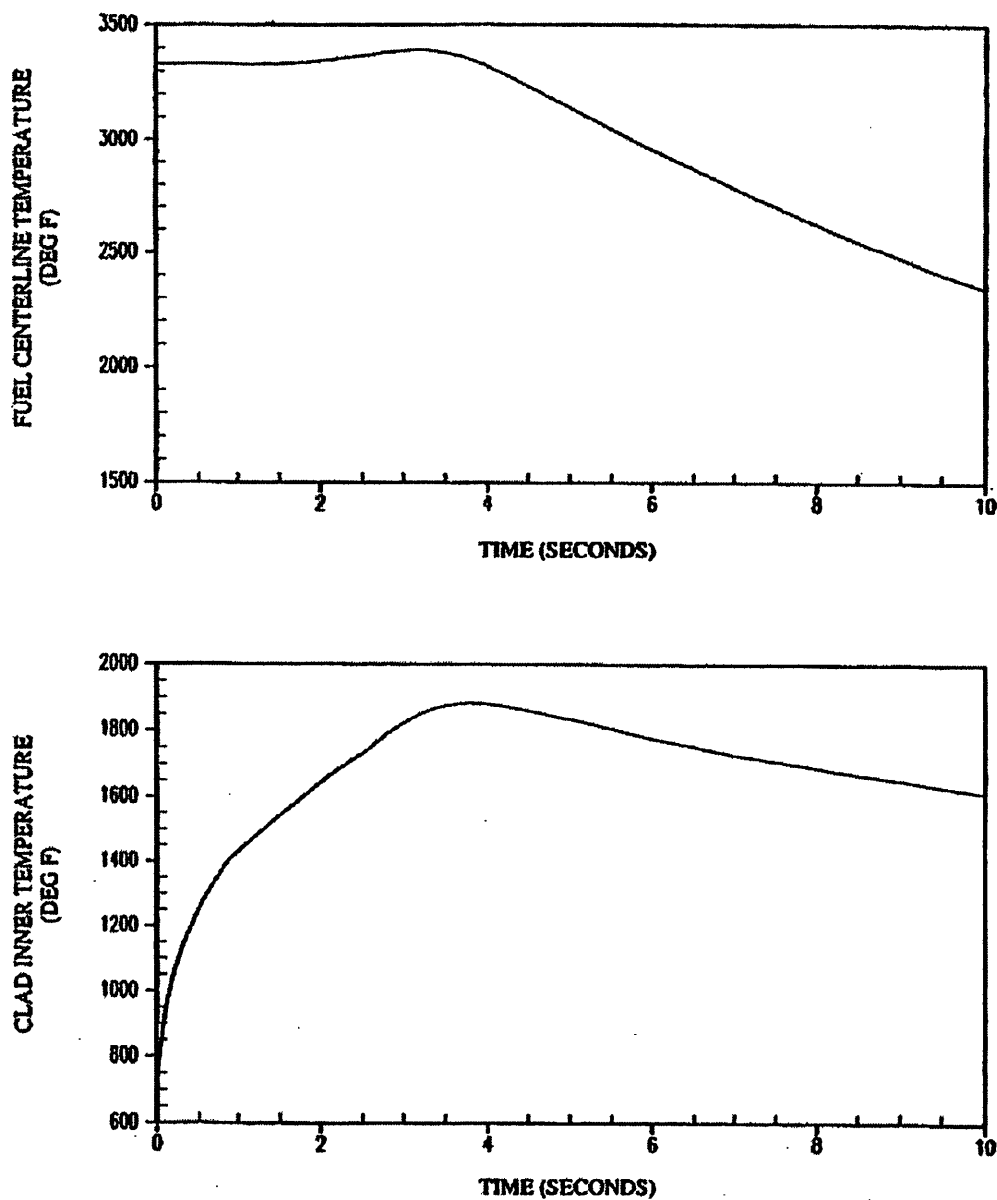 FUEL CENTERLINE TEMPERATURE
(DEG F)
3500
3000
2500
2000
1500
0 2 4 6 8 10
TIME (SECONDS)
CLAD INNER TEMPERATURE
(DEG F)
2000
1800
1600
1400
1200
1000
800
600
0 2 4 6 8 10
TIME (SECONDS)